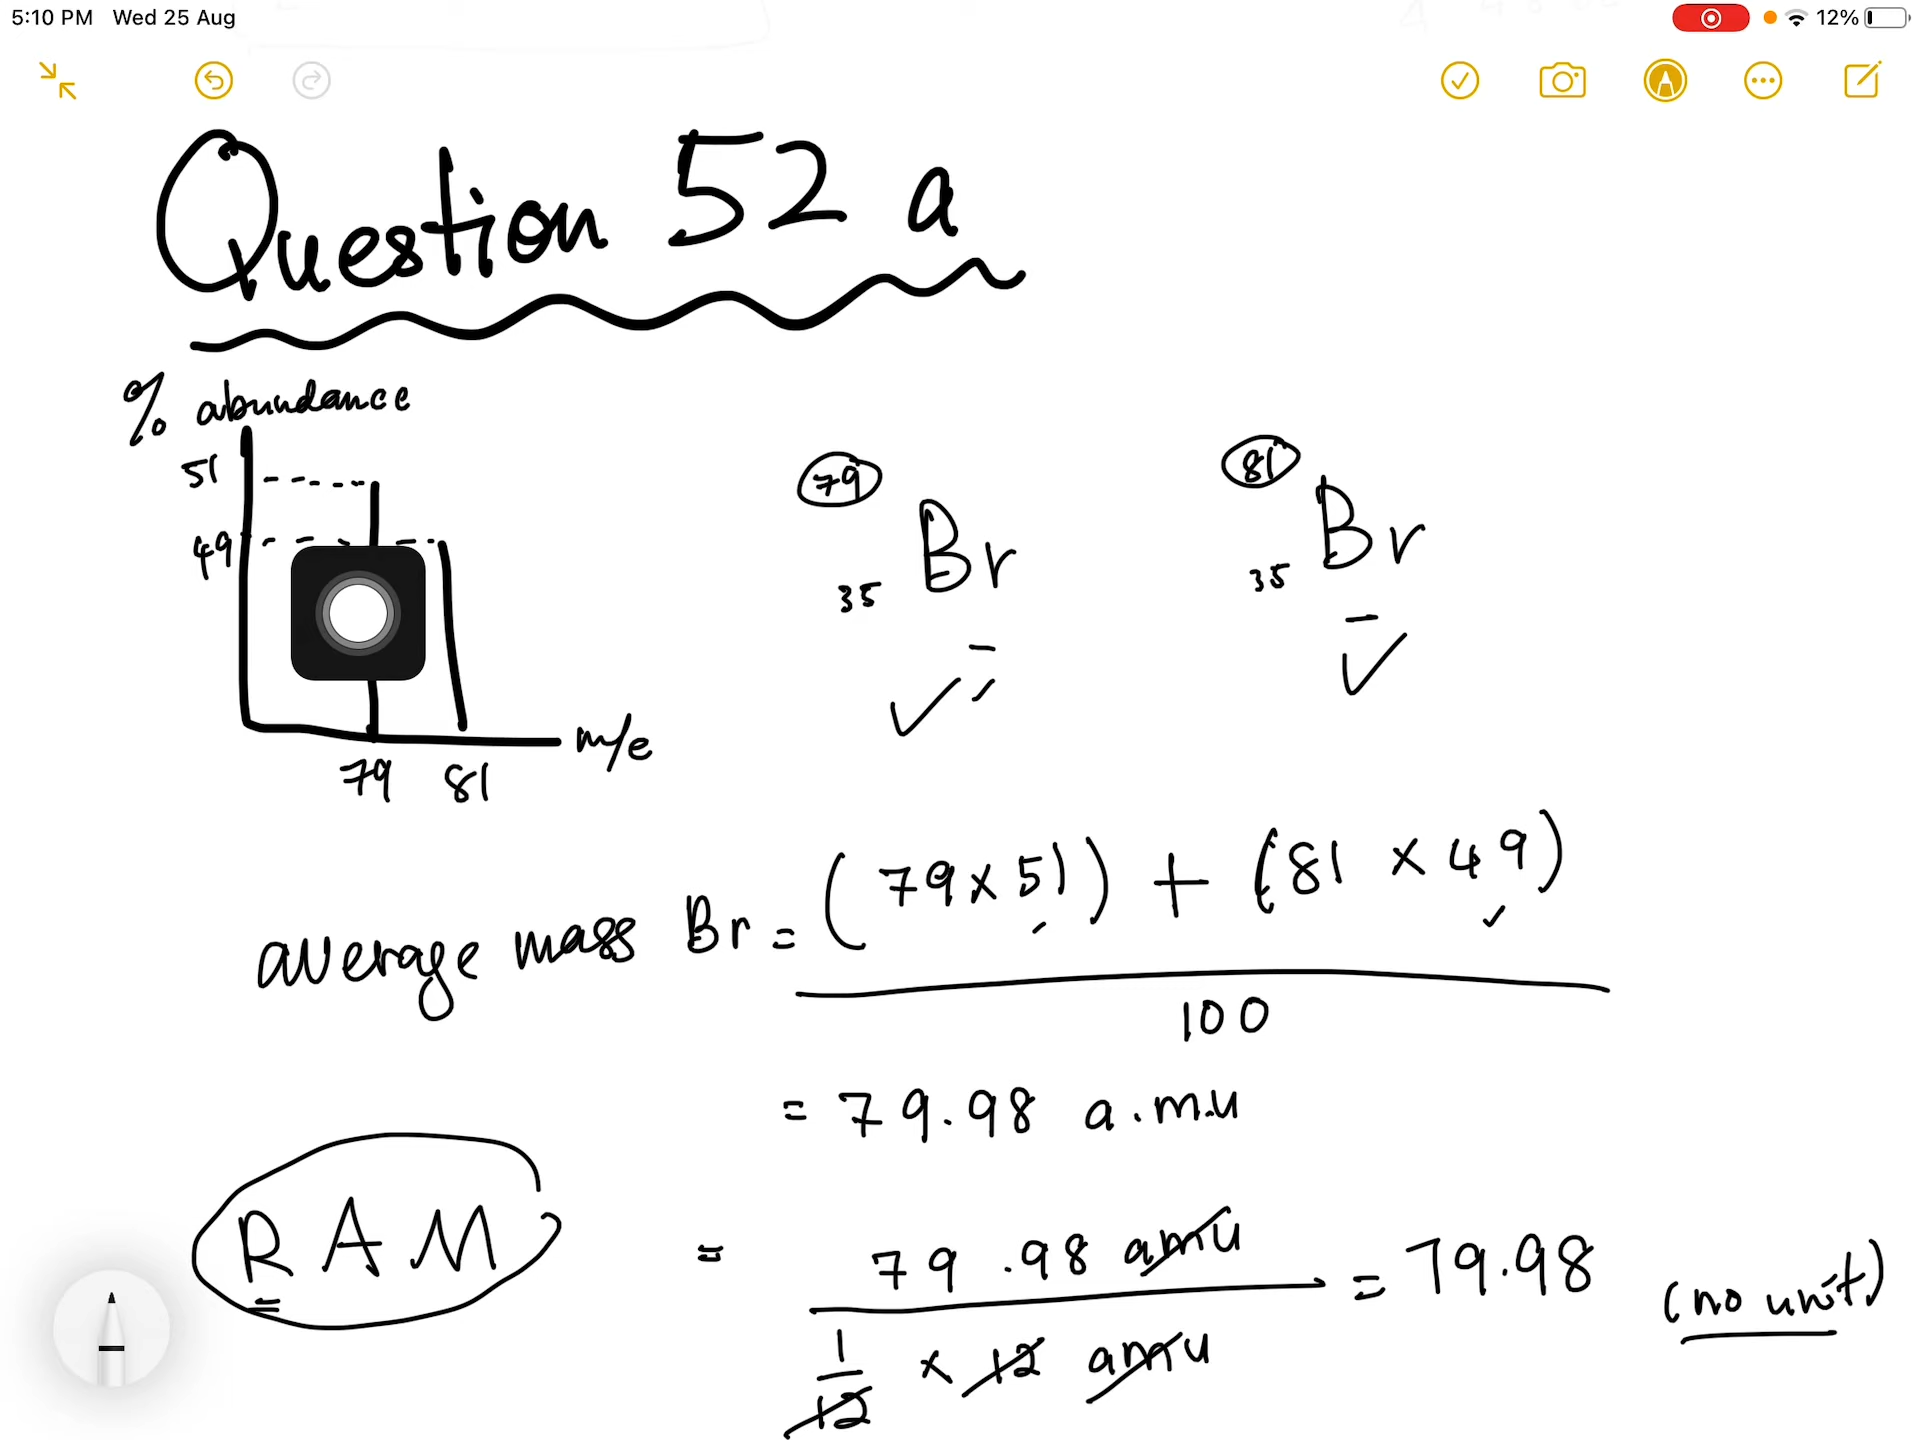 5:10 PM Wed 25 Aug 12%
Question 52 a
% abundance
51
49
79 81
m/e
79
35 Br
81
35 Br
average mass Br = (79 × 51) + (81 × 49)
100
= 79.98 a.m.u
RAM = 79.98 amu = 79.98 (no unit)
1/12 × 12 amu